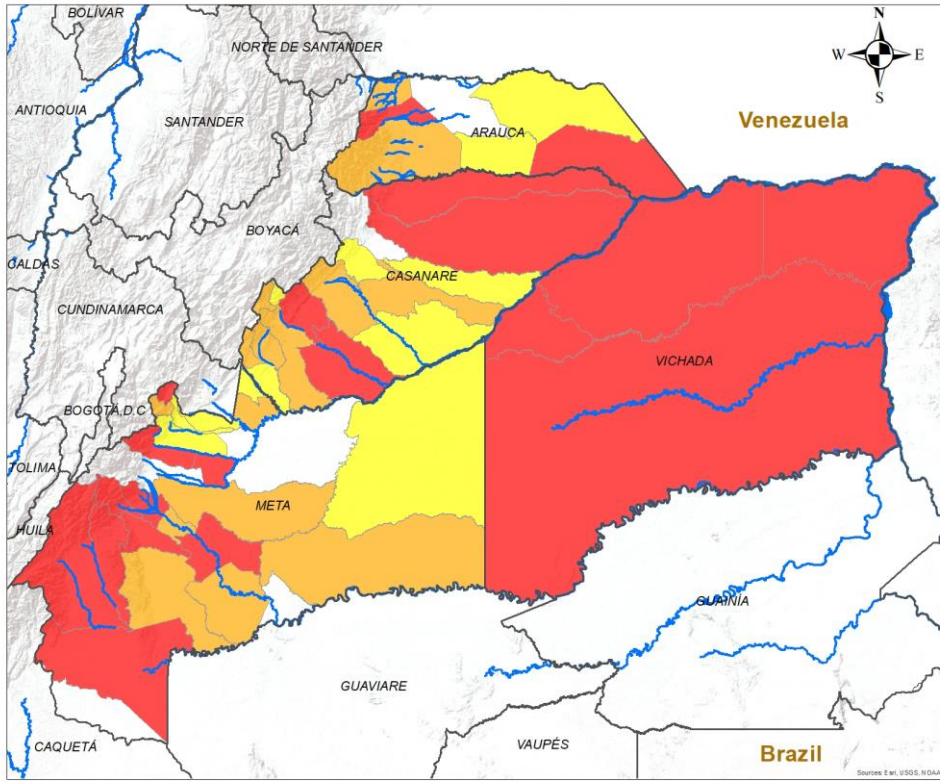 BOLÍVAR
N
NORTE DE SANTANDER
W
E
S
ANTIOQUIA
SANTANDER
Venezuela
ARAUCA
BOYACÁ
CALDAS
CASANARE
CUNDINAMARCA
VICHADA
BOGOTÁ, D.C
TOLIMA
META
HUILA
GUAINÍA
GUAVIARE
CAQUETÁ
VAUPÉS
Brazil
Sources: Esri, USGS, NOAA